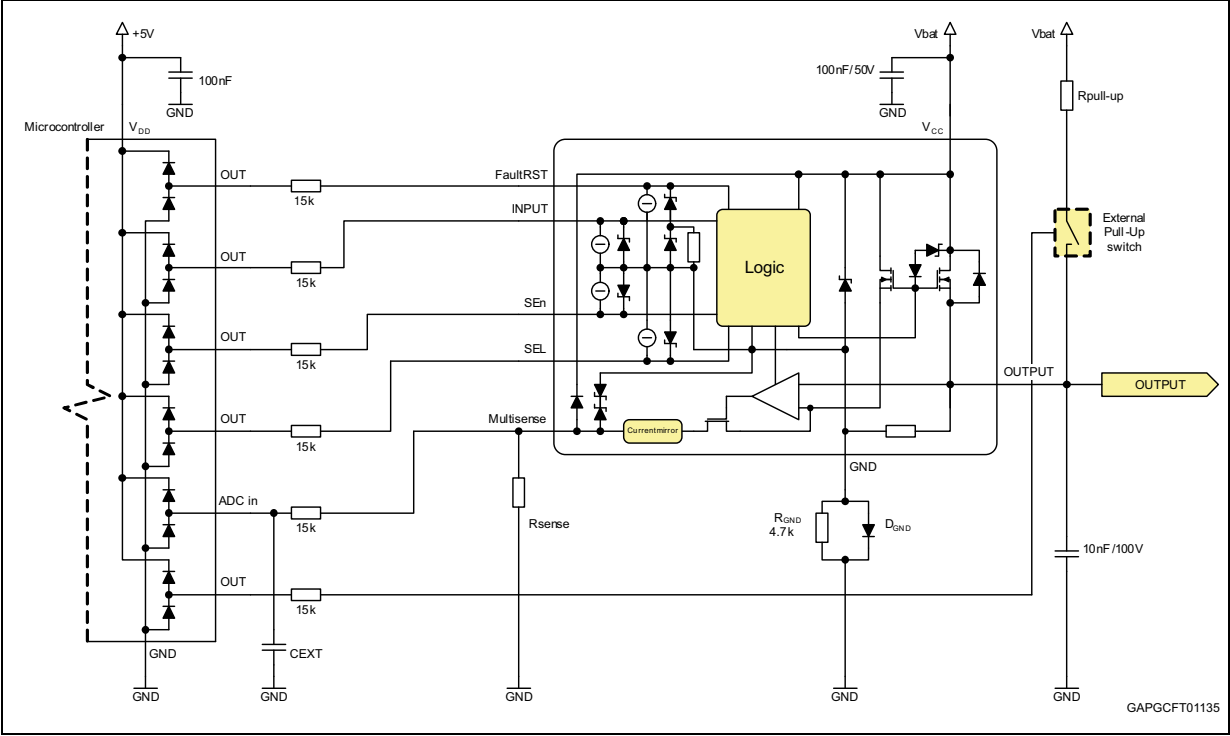 +5V
100nF
GND
Microcontroller
VDD
Vbat
100nF/50V
GND
VCC
Vbat
Rpull-up
External
Pull-Up
switch
OUT
15k
FaultRST
OUT
15k
INPUT
OUT
15k
SEn
OUT
15k
SEL
Logic
Multisense
Currentmirror
OUTPUT
OUTPUT
GND
ADC in
15k
Rsense
RGND
4.7k
DGND
10nF/100V
OUT
15k
GND
CEXT
GND
GND
GND
GND
GND
GAPGCFT01135